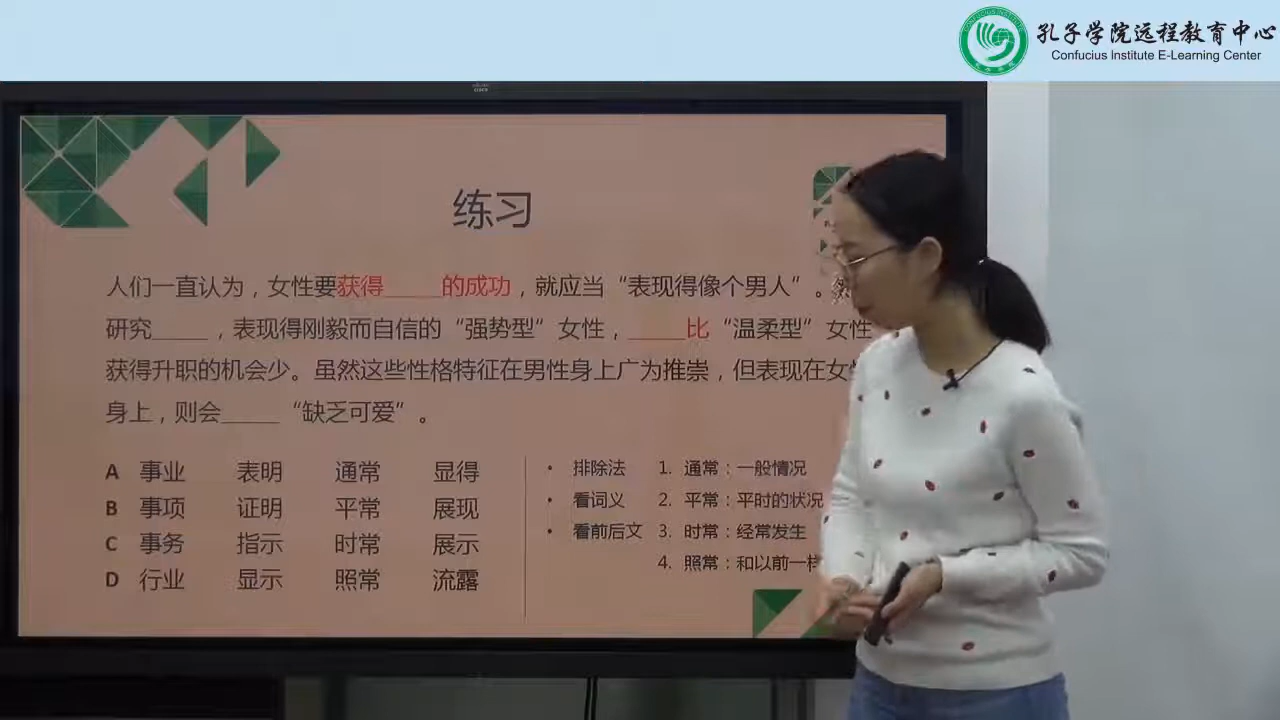 孔子学院远程教育中心
Confucius Institute E-Learning Center
练习
人们一直认为，女性要获得_____的成功，就应当“表现得像个男人”。
研究_____，表现得刚毅而自信的“强势型”女性，_____比“温柔型”女性
获得升职的机会少。虽然这些性格特征在男性身上广为推崇，但表现在女
身上，则会_____“缺乏可爱”。
A 事业 表明 通常 显得
B 事项 证明 平常 展现
C 事务 指示 时常 展示
D 行业 显示 照常 流露
• 排除法
• 看词义
• 看前后文
1. 通常：一般情况
2. 平常：平时的状况
3. 时常：经常发生
4. 照常：和以前一样